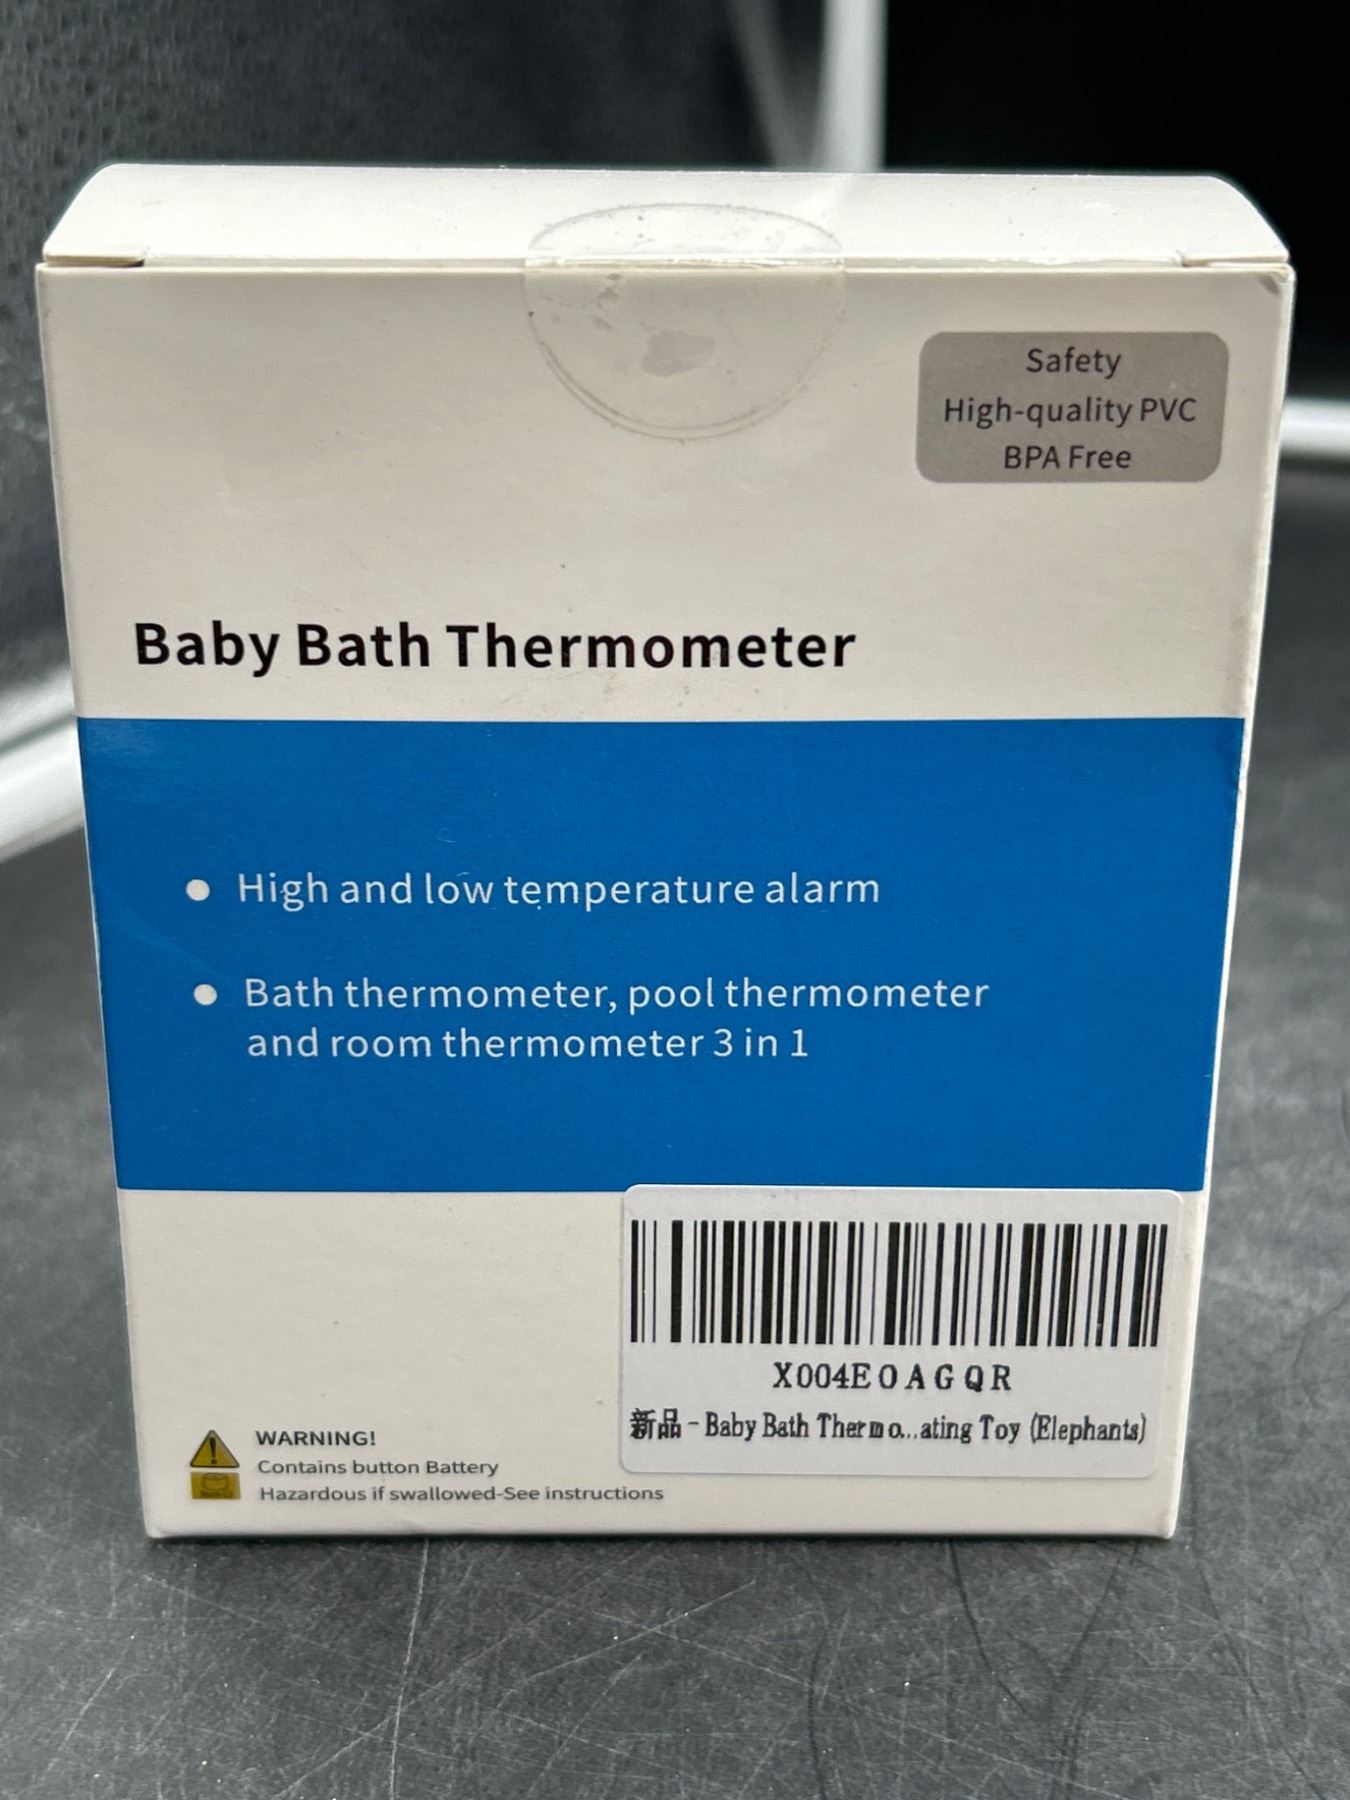 Safety
High-quality PVC
BPA Free
Baby Bath Thermometer
● High and low temperature alarm
● Bath thermometer, pool thermometer
and room thermometer 3 in 1
X004E0AGQR
新品 - Baby Bath Thermo...ating Toy (Elephants)
WARNING!
Contains button Battery
Hazardous if swallowed-See instructions